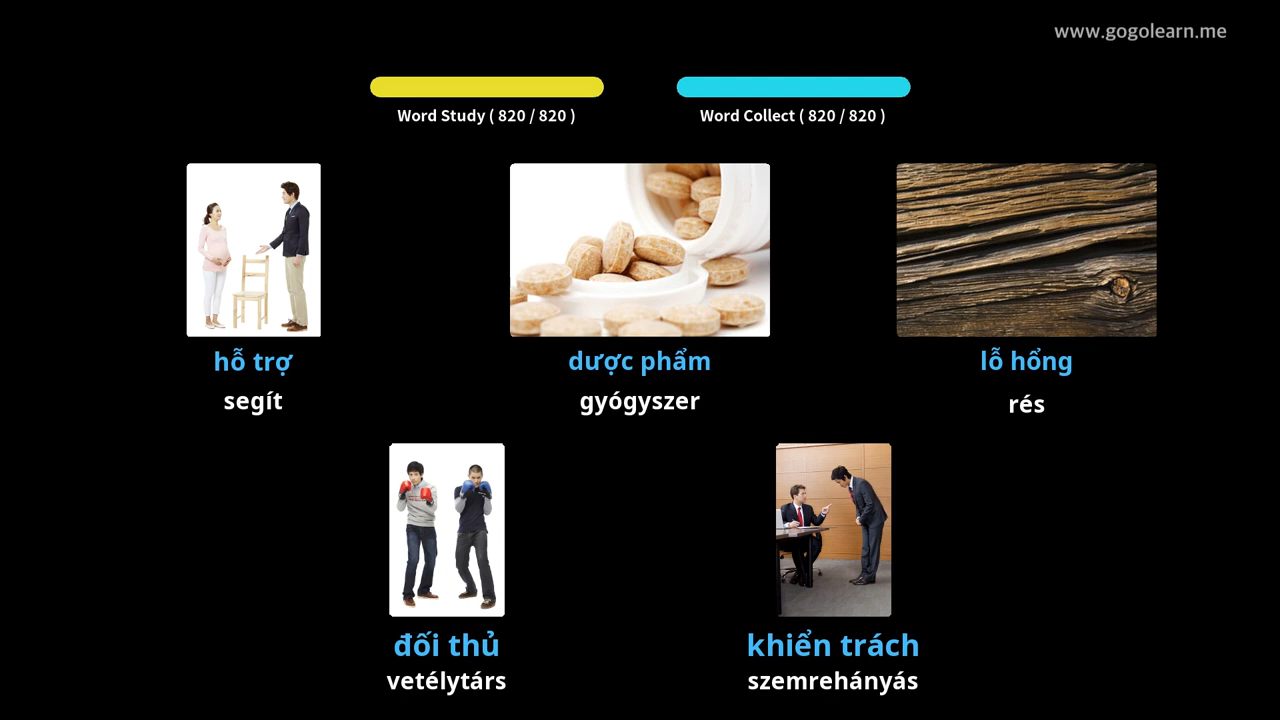 www.gogolearn.me
Word Study ( 820 / 820 )
Word Collect ( 820 / 820 )
hỗ trợ
segít
dược phẩm
gyógyszer
lỗ hổng
rés
đối thủ
vetélytárs
khiển trách
szemrehányás